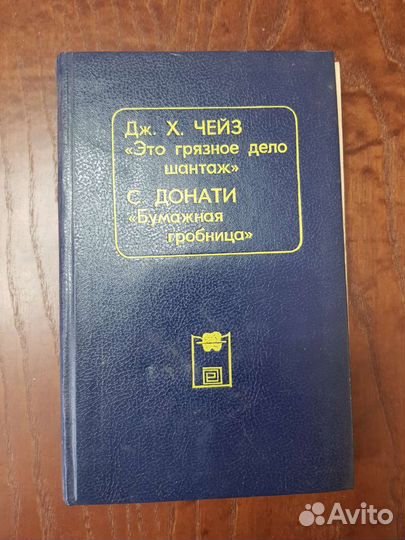 Дж. Х. ЧЕЙЗ
«Это грязное дело
шантаж»
С. ДОНАТИ
«Бумажная
гробница»
Avito